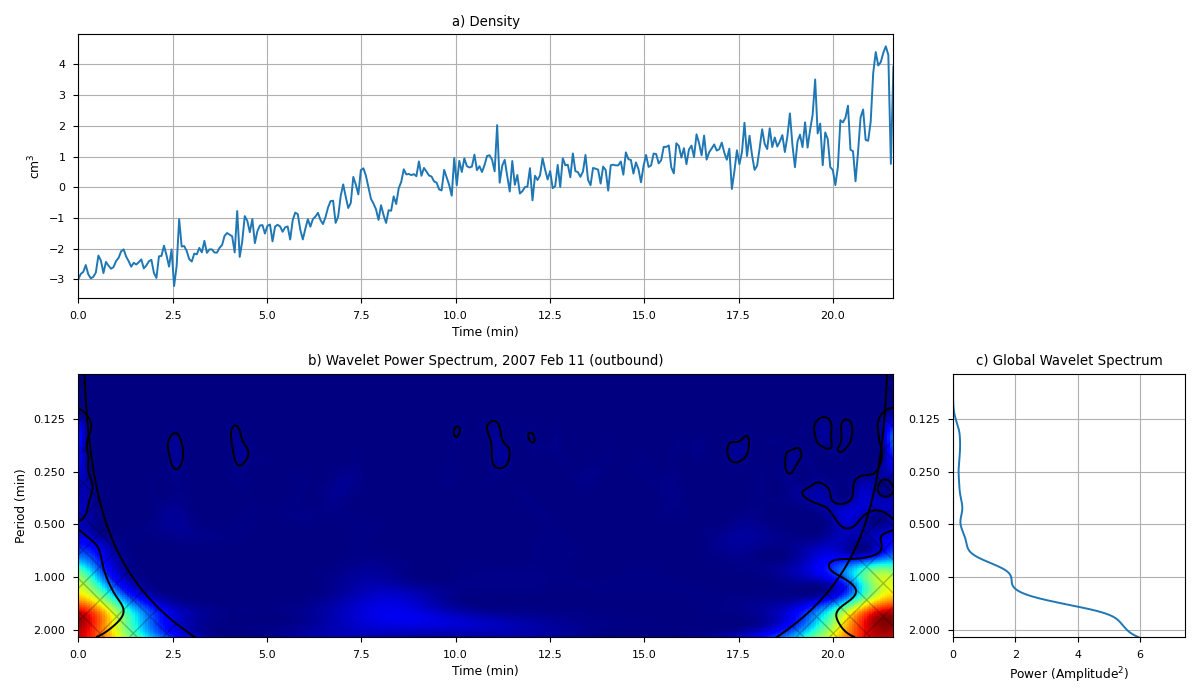 a) Density
cm³
4
3
2
1
0
−1
−2
−3
0.0 2.5 5.0 7.5 10.0 12.5 15.0 17.5 20.0
Time (min)
b) Wavelet Power Spectrum, 2007 Feb 11 (outbound)
Period (min)
0.125
0.250
0.500
1.000
2.000
0.0 2.5 5.0 7.5 10.0 12.5 15.0 17.5 20.0
Time (min)
c) Global Wavelet Spectrum
0.125
0.250
0.500
1.000
2.000
0 2 4 6
Power (Amplitude²)